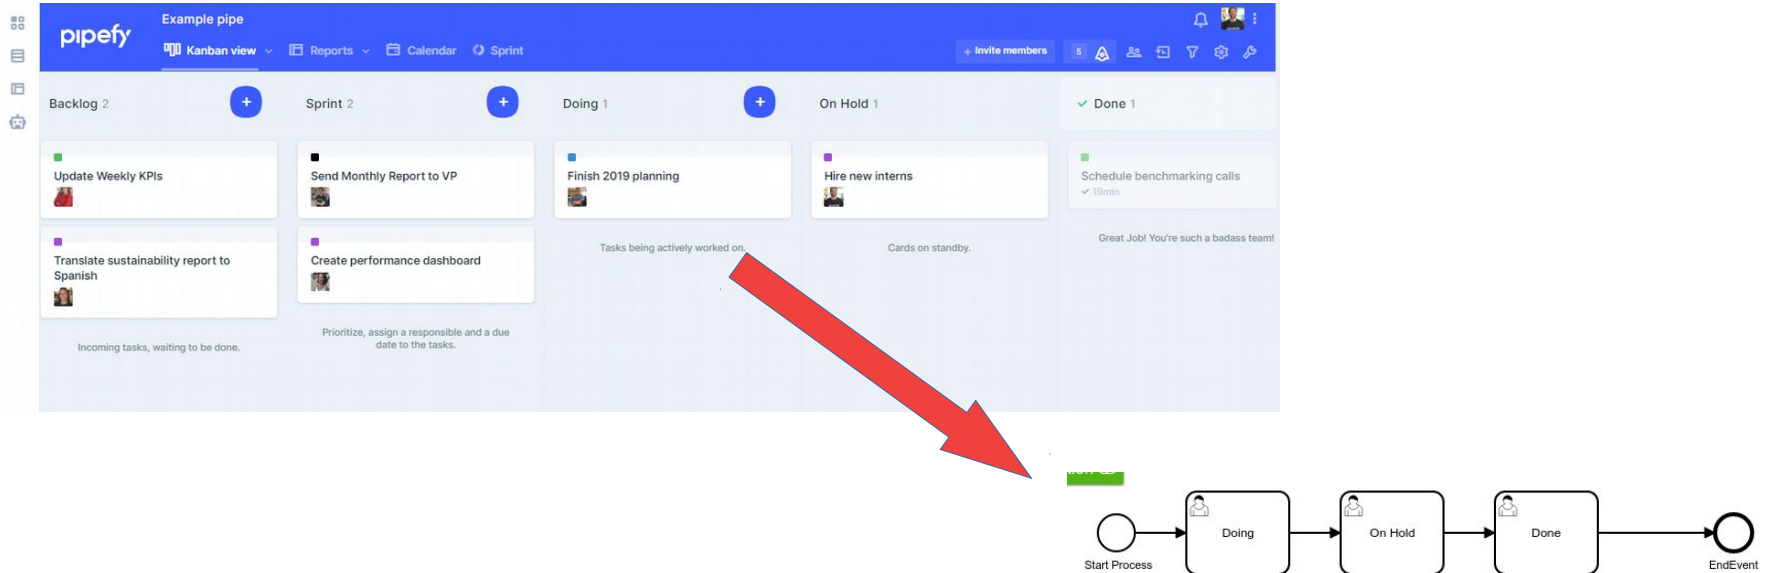 Example pipe
pipefy
Kanban view
Reports
Calendar
Sprint
+ Invite members
5
Backlog 2
+
Sprint 2
+
Doing 1
+
On Hold 1
Done 1
Update Weekly KPIs
Send Monthly Report to VP
Finish 2019 planning
Hire new interns
Schedule benchmarking calls
19min
Translate sustainability report to
Spanish
Create performance dashboard
Tasks being actively worked on.
Cards on standby.
Great Job! You're such a badass team!
Incoming tasks, waiting to be done.
Prioritize, assign a responsible and a due
date to the tasks.
Doing
On Hold
Done
Start Process
EndEvent